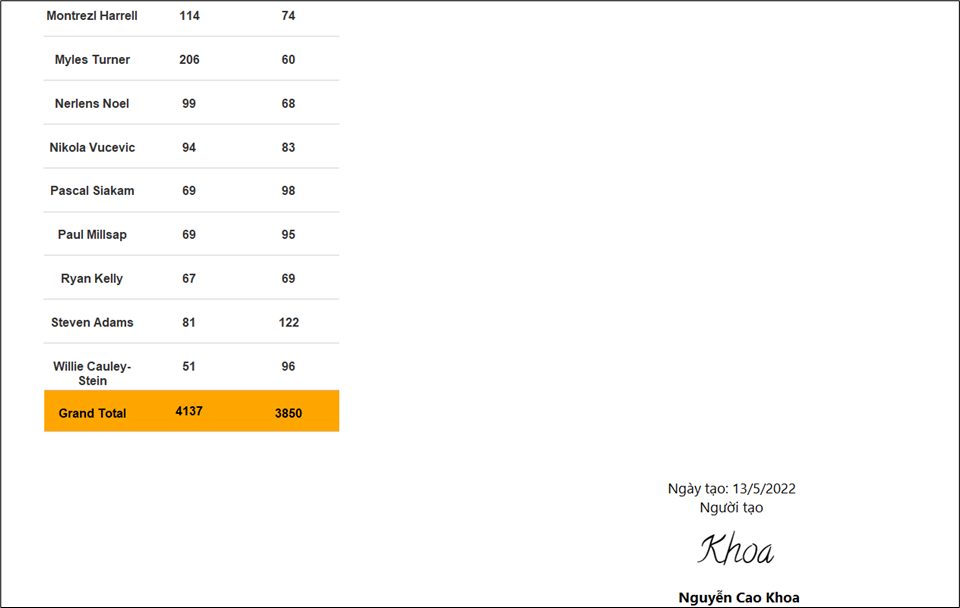 Montrezl Harrell 114 74
Myles Turner 206 60
Nerlens Noel 99 68
Nikola Vucevic 94 83
Pascal Siakam 69 98
Paul Millsap 69 95
Ryan Kelly 67 69
Steven Adams 81 122
Willie Cauley- 51 96
Stein
Grand Total 4137 3850
Ngày tạo: 13/5/2022
Người tạo
Khoa
Nguyễn Cao Khoa